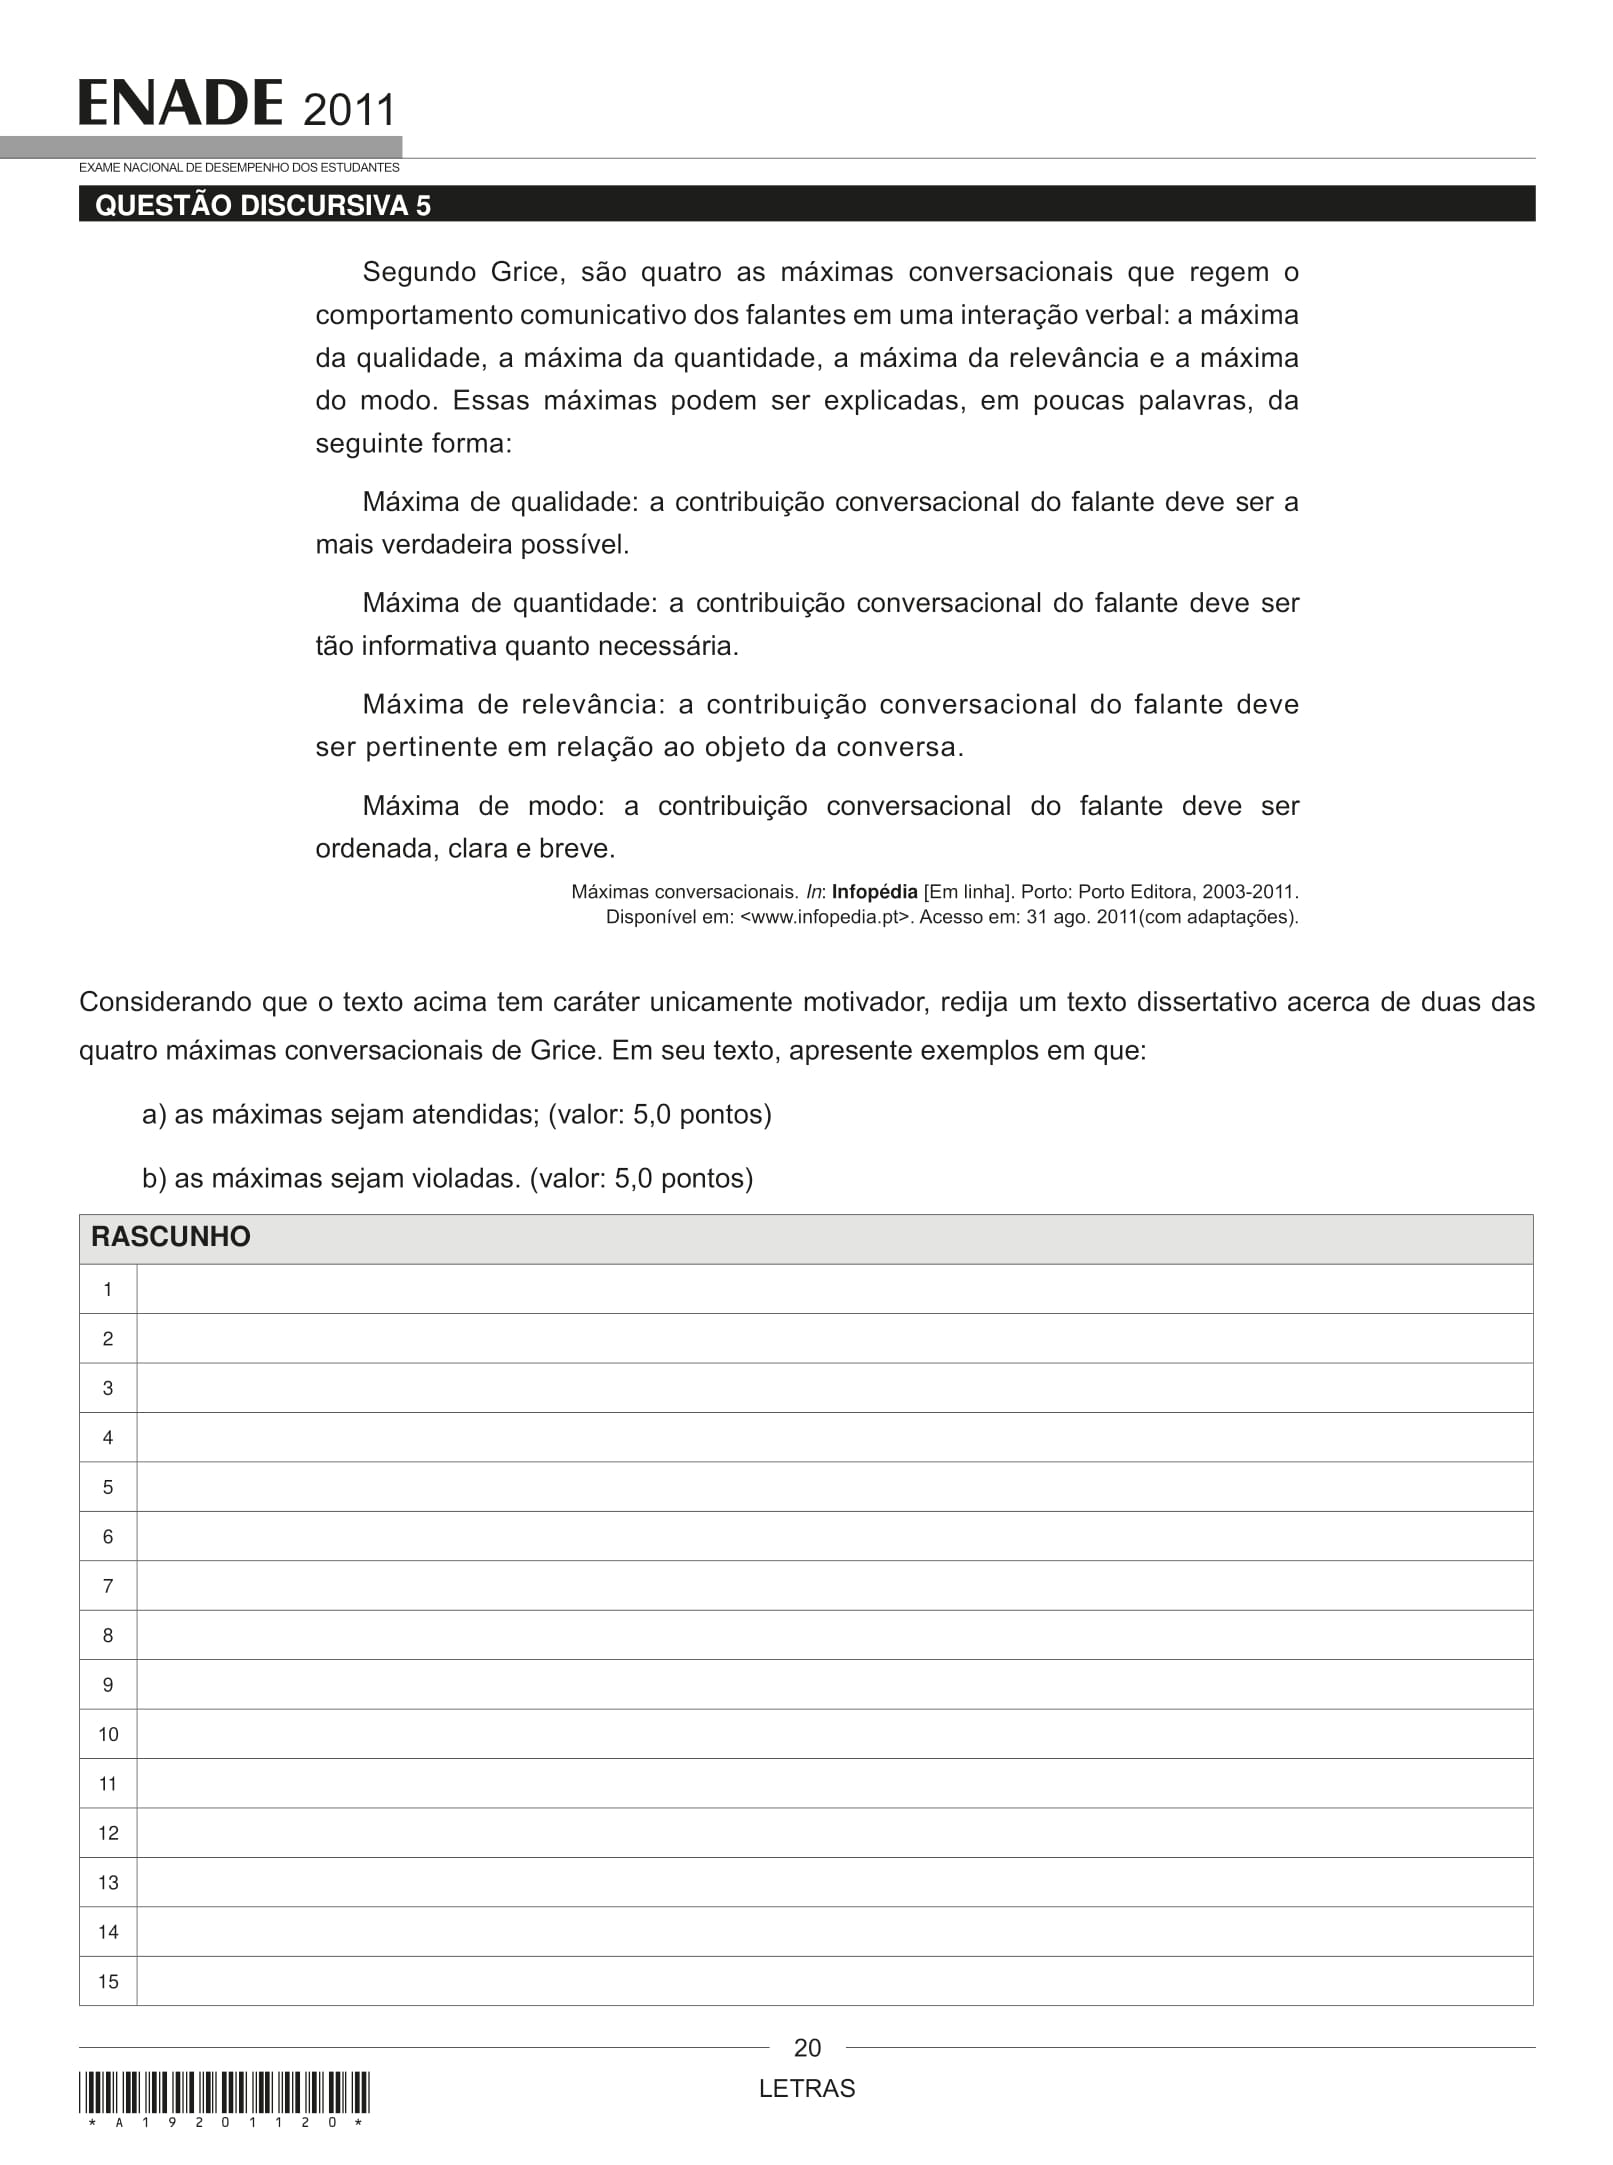 ENADE 2011
EXAME NACIONAL DE DESEMPENHO DOS ESTUDANTES
QUESTÃO DISCURSIVA 5
Segundo Grice, são quatro as máximas conversacionais que regem o
comportamento comunicativo dos falantes em uma interação verbal: a máxima
da qualidade, a máxima da quantidade, a máxima da relevância e a máxima
do modo. Essas máximas podem ser explicadas, em poucas palavras, da
seguinte forma:
Máxima de qualidade: a contribuição conversacional do falante deve ser a
mais verdadeira possível.
Máxima de quantidade: a contribuição conversacional do falante deve ser
tão informativa quanto necessária.
Máxima de relevância: a contribuição conversacional do falante deve
ser pertinente em relação ao objeto da conversa.
Máxima de modo: a contribuição conversacional do falante deve ser
ordenada, clara e breve.
Máximas conversacionais. In: Infopédia [Em linha]. Porto: Porto Editora, 2003-2011.
Disponível em: <www.infopedia.pt>. Acesso em: 31 ago. 2011(com adaptações).
Considerando que o texto acima tem caráter unicamente motivador, redija um texto dissertativo acerca de duas das
quatro máximas conversacionais de Grice. Em seu texto, apresente exemplos em que:
a) as máximas sejam atendidas; (valor: 5,0 pontos)
b) as máximas sejam violadas. (valor: 5,0 pontos)
RASCUNHO
1
2
3
4
5
6
7
8
9
10
11
12
13
14
15
20
LETRAS
* A 1 9 2 0 1 1 2 0 *